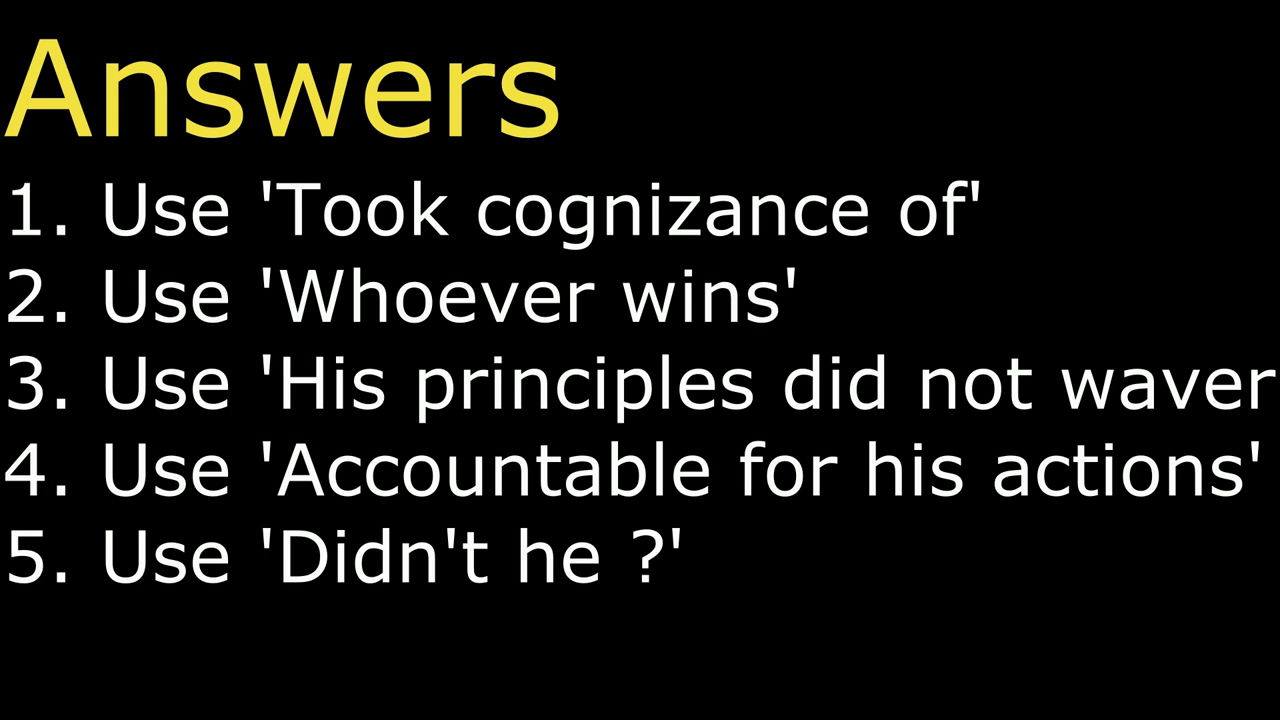 Answers
1. Use 'Took cognizance of'
2. Use 'Whoever wins'
3. Use 'His principles did not waver
4. Use 'Accountable for his actions'
5. Use 'Didn't he ?'